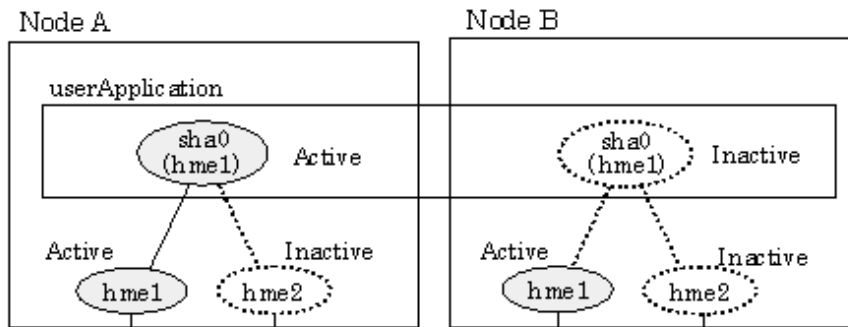 Node A
Node B
userApplication
sha0
(hme1)
Active
sha0
(hme1)
Inactive
Active
Inactive
hme1
hme2
Active
Inactive
hme1
hme2